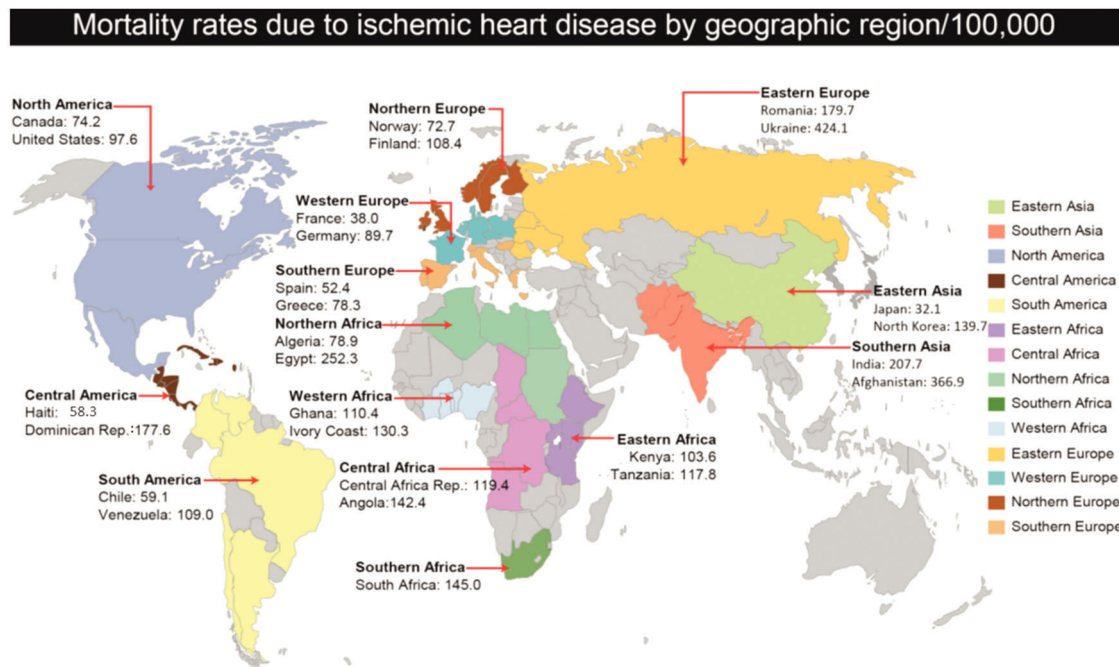 Mortality rates due to ischemic heart disease by geographic region/100,000
North America
Canada: 74.2
United States: 97.6
Northern Europe
Norway: 72.7
Finland: 108.4
Eastern Europe
Romania: 179.7
Ukraine: 424.1
Western Europe
France: 38.0
Germany: 89.7
Southern Europe
Spain: 52.4
Greece: 78.3
Northern Africa
Algeria: 78.9
Egypt: 252.3
Eastern Asia
Japan: 32.1
North Korea: 139.7
Southern Asia
India: 207.7
Afghanistan: 366.9
Central America
Haiti: 58.3
Dominican Rep.:177.6
Western Africa
Ghana: 110.4
Ivory Coast: 130.3
Eastern Africa
Kenya: 103.6
Tanzania: 117.8
South America
Chile: 59.1
Venezuela: 109.0
Central Africa
Central Africa Rep.: 119.4
Angola:142.4
Southern Africa
South Africa: 145.0
Eastern Asia
Southern Asia
North America
Central America
South America
Eastern Africa
Central Africa
Northern Africa
Southern Africa
Western Africa
Eastern Europe
Western Europe
Northern Europe
Southern Europe